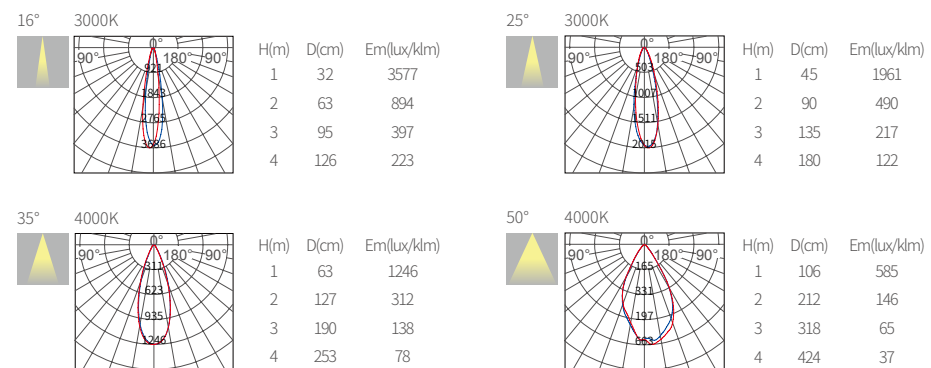 16° 3000K
0°
90° 180° 90°
921
1843
2765
3686
H(m) D(cm) Em(lux/klm)
1 32 3577
2 63 894
3 95 397
4 126 223
25° 3000K
0°
90° 180° 90°
503
1007
1511
2015
H(m) D(cm) Em(lux/klm)
1 45 1961
2 90 490
3 135 217
4 180 122
35° 4000K
0°
90° 180° 90°
311
623
935
1246
H(m) D(cm) Em(lux/klm)
1 63 1246
2 127 312
3 190 138
4 253 78
50° 4000K
0°
90° 180° 90°
165
331
197
663
H(m) D(cm) Em(lux/klm)
1 106 585
2 212 146
3 318 65
4 424 37